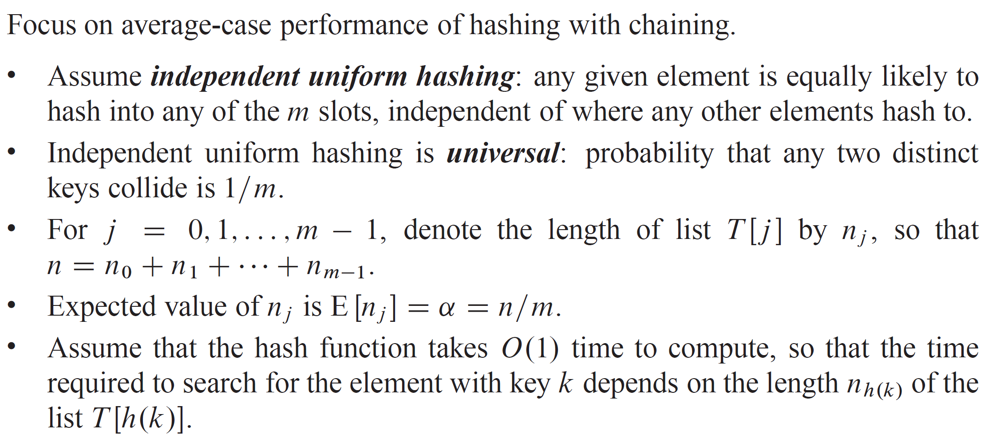 Focus on average-case performance of hashing with chaining.
• Assume independent uniform hashing: any given element is equally likely to
hash into any of the m slots, independent of where any other elements hash to.
• Independent uniform hashing is universal: probability that any two distinct
keys collide is 1/m.
• For j = 0, 1, . . . , m − 1, denote the length of list T[j] by n_j, so that
n = n_0 + n_1 + ⋯ + n_{m−1}.
• Expected value of n_j is E[n_j] = α = n/m.
• Assume that the hash function takes O(1) time to compute, so that the time
required to search for the element with key k depends on the length n_{h(k)} of the
list T[h(k)].